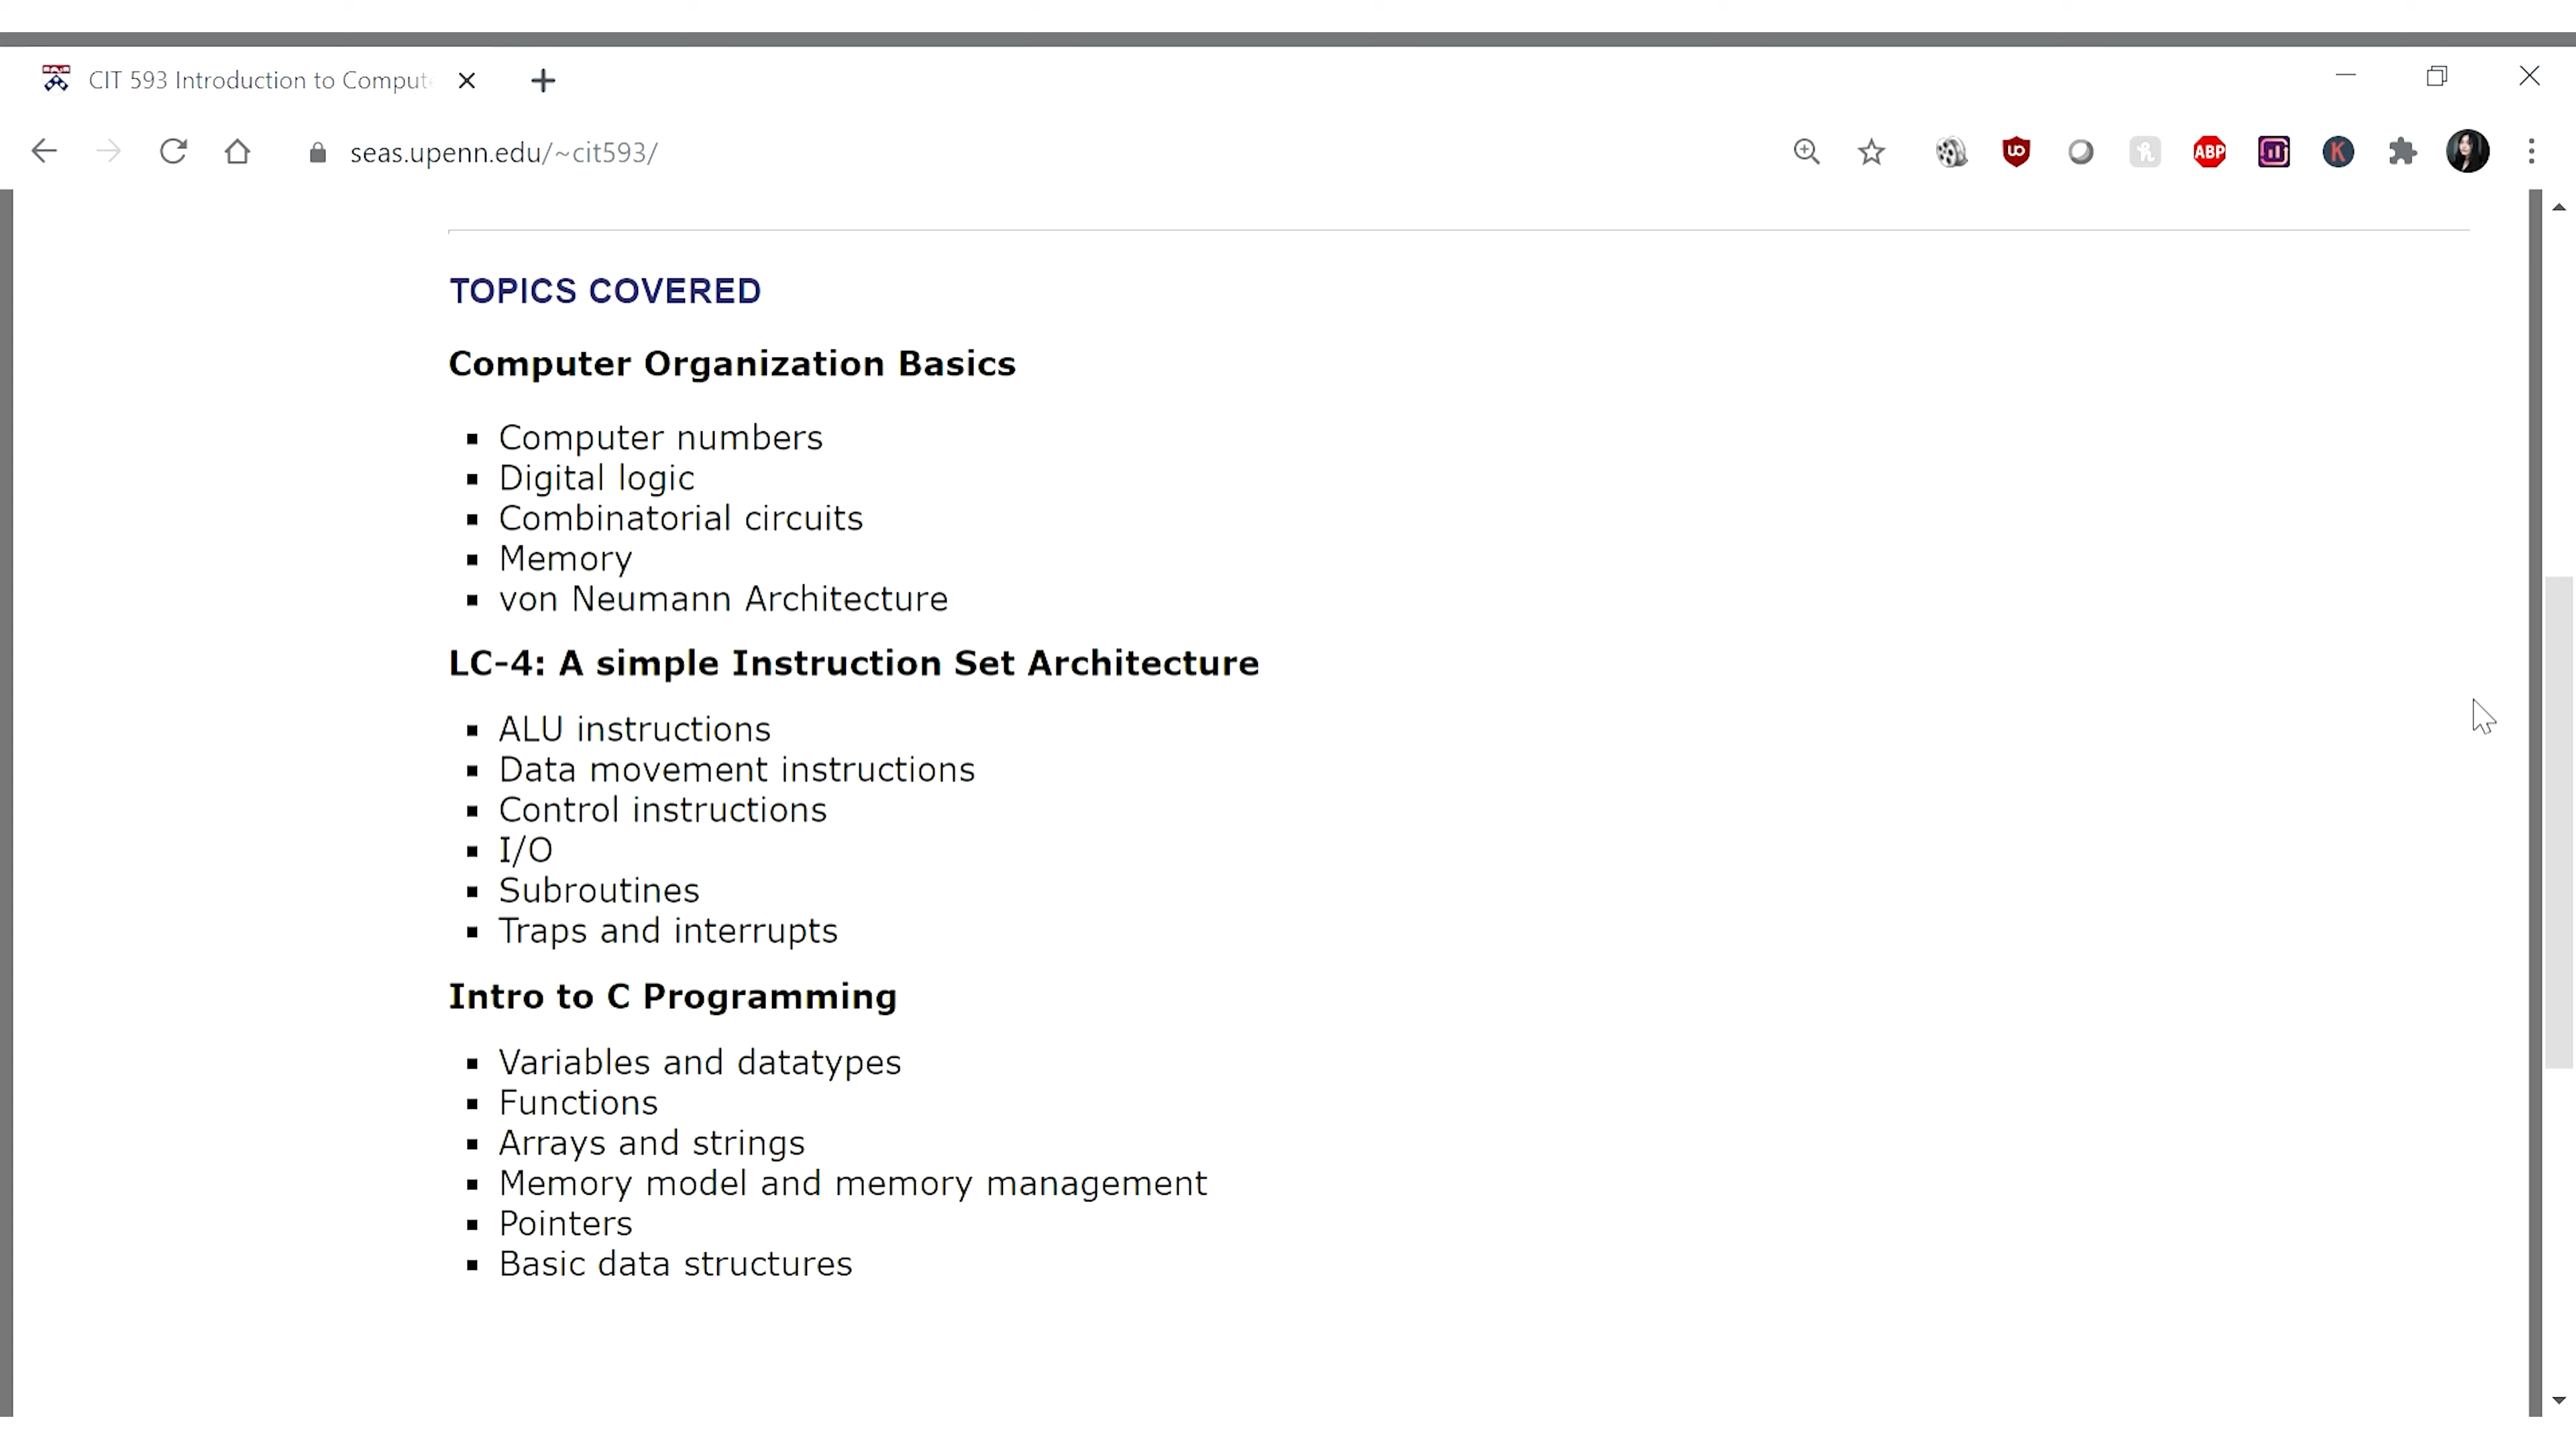 CIT 593 Introduction to Comput
seas.upenn.edu/~cit593/
UO
ABP
K
TOPICS COVERED
Computer Organization Basics
Computer numbers
Digital logic
Combinatorial circuits
Memory
von Neumann Architecture
LC-4: A simple Instruction Set Architecture
ALU instructions
Data movement instructions
Control instructions
I/O
Subroutines
Traps and interrupts
Intro to C Programming
Variables and datatypes
Functions
Arrays and strings
Memory model and memory management
Pointers
Basic data structures